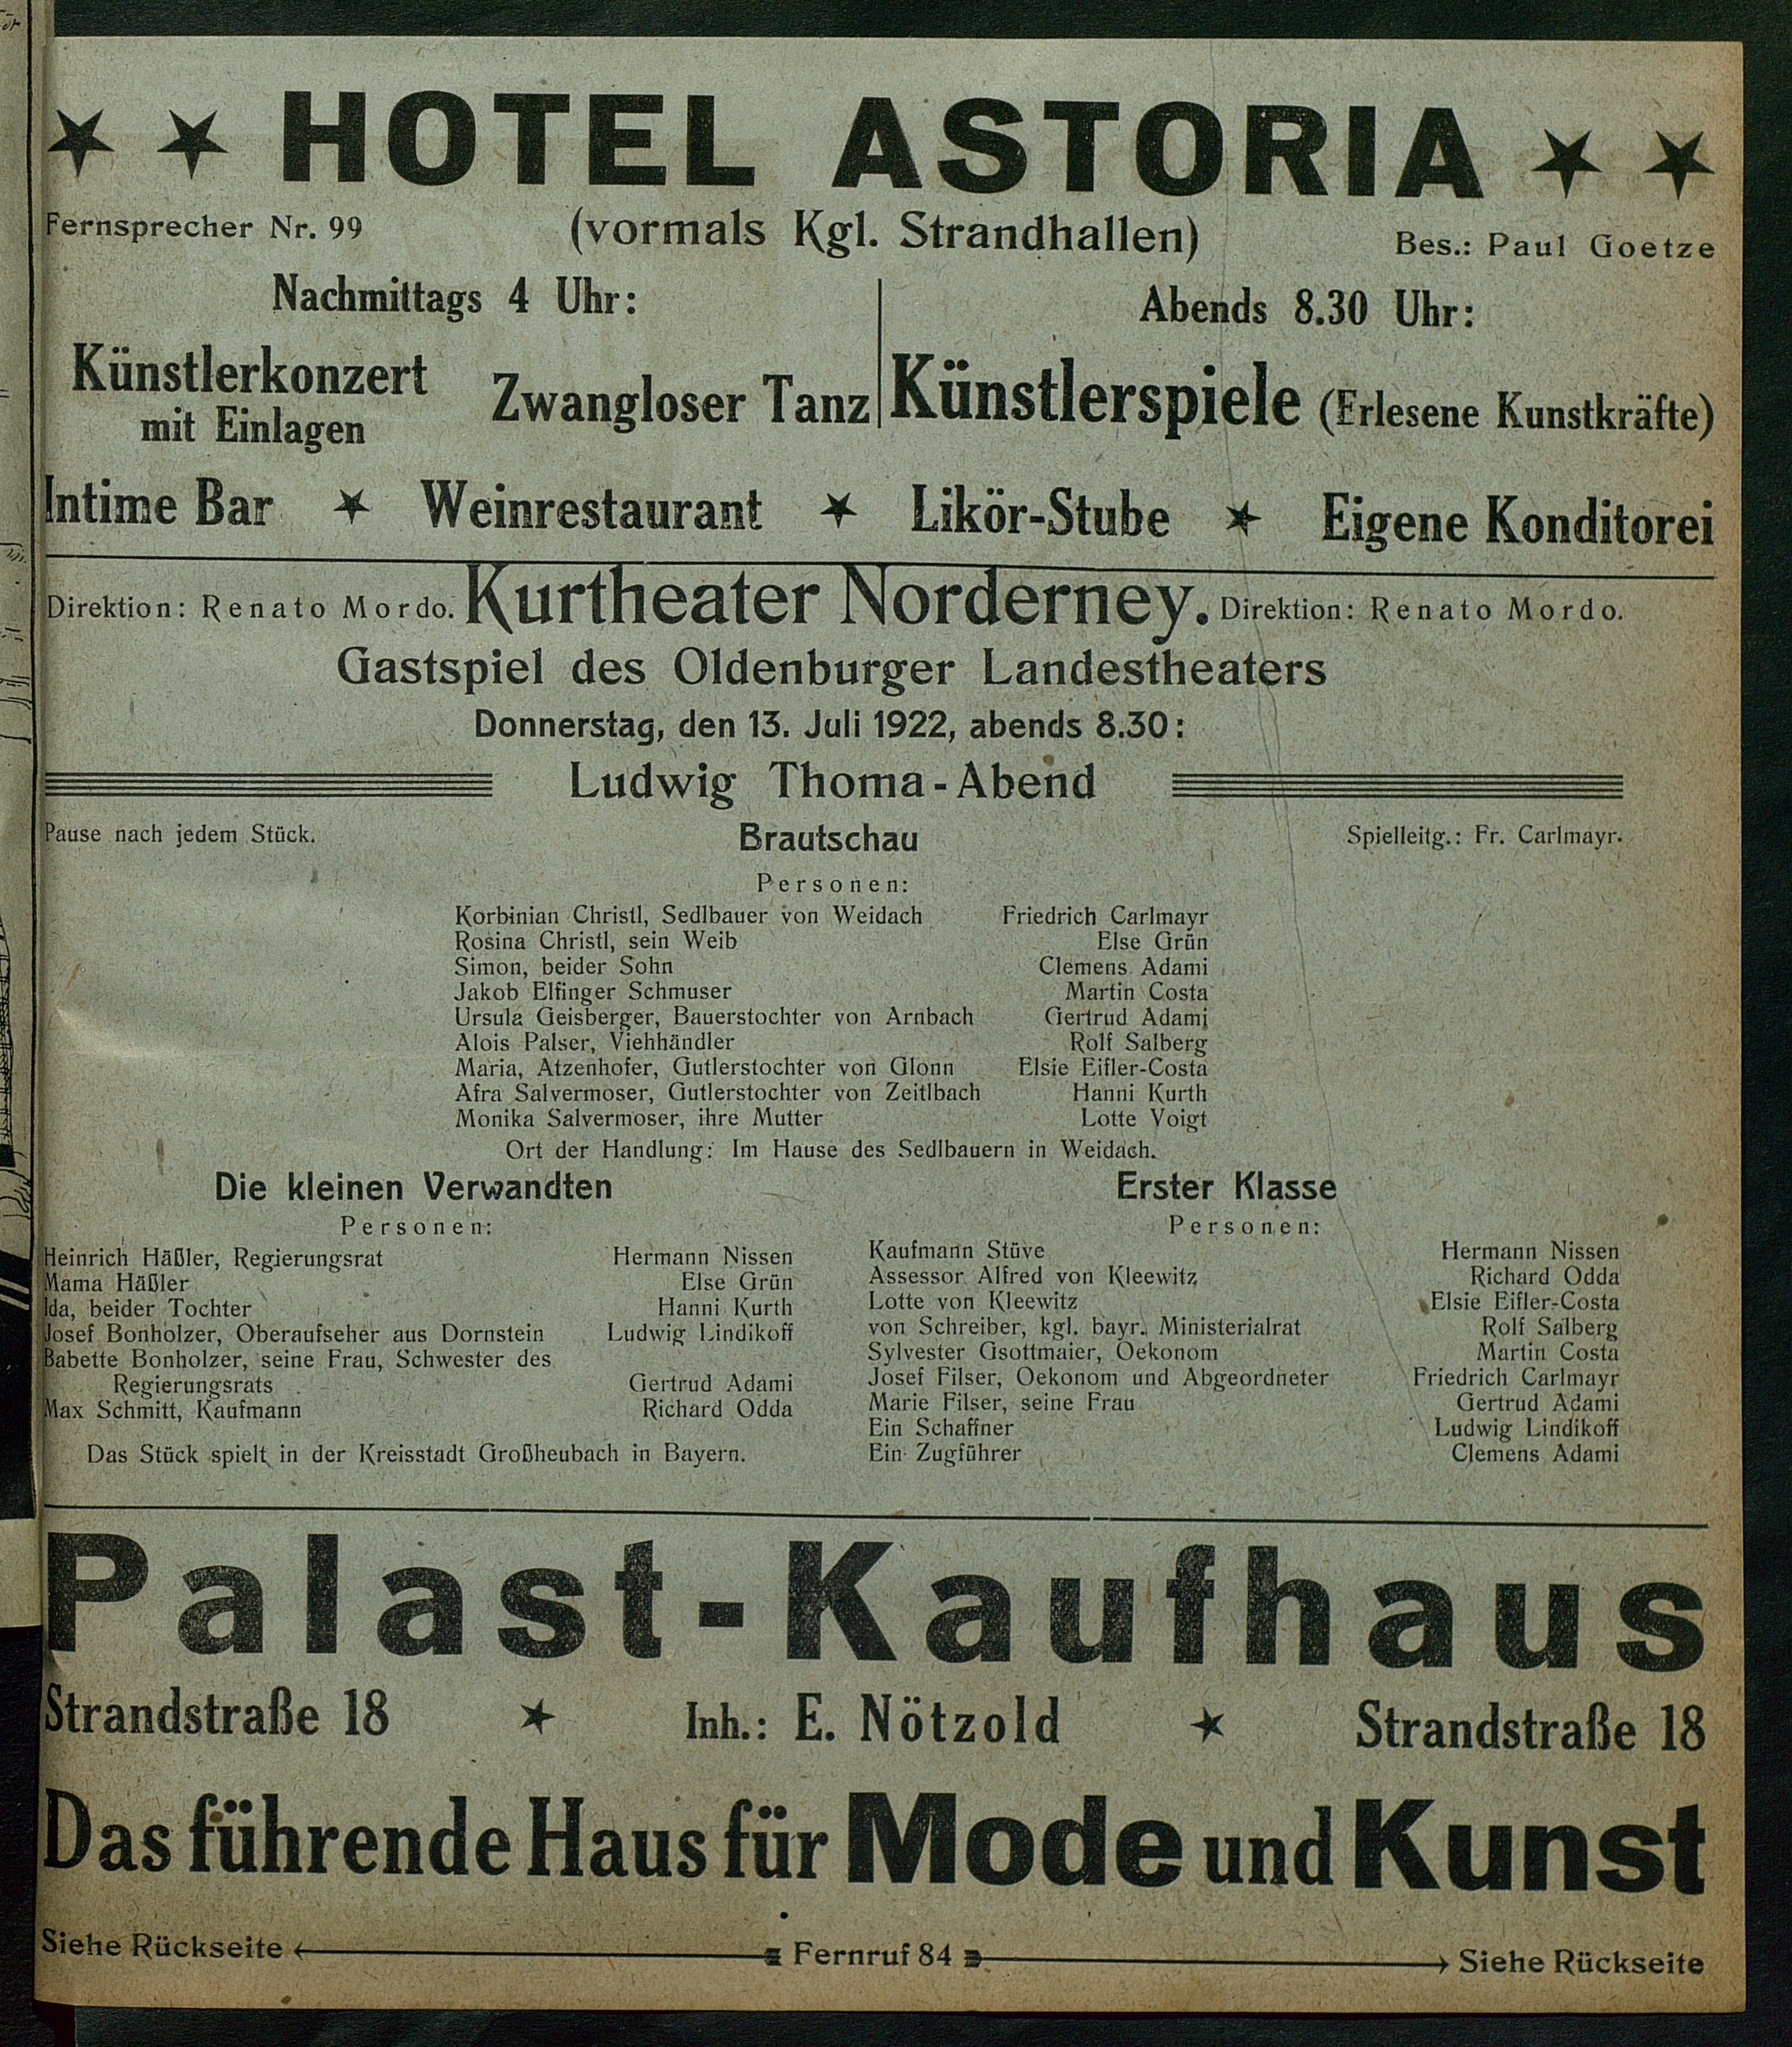 HOTEL ASTORIA
Fernsprecher Nr. 99 (vormals Kgl. Strandhallen) Bes.: Paul Goetze
Nachmittags 4 Uhr:
Künstlerkonzert
mit Einlagen
Zwangloser Tanz
Abends 8.30 Uhr:
Künstlerspiele (Erlesene Kunstkräfte)
Intime Bar ★ Weinrestaurant ★ Likör-Stube ★ Eigene Konditorei
Direktion: Renato Mordo. Kurtheater Norderney. Direktion: Renato Mordo.
Gastspiel des Oldenburger Landestheaters
Donnerstag, den 13. Juli 1922, abends 8.30:
Ludwig Thoma-Abend
Pause nach jedem Stück. Brautschau Spielleitg.: Fr. Carlmayr.
Personen:
Korbinian Christl, Sedlbauer von Weidach Friedrich Carlmayr
Rosina Christl, sein Weib Else Grün
Simon, beider Sohn Clemens Adami
Jakob Elfinger Schmuser Martin Costa
Ursula Geisberger, Bauerstochter von Arnbach Gertrud Adami
Alois Palser, Viehhändler Rolf Salberg
Maria, Atzenhofer, Gutlerstochter von Glonn Elsie Eifler-Costa
Afra Salvermoser, Gutlerstochter von Zeitlbach Hanni Kurth
Monika Salvermoser, ihre Mutter Lotte Voigt
Ort der Handlung: Im Hause des Sedlbauern in Weidach.
Die kleinen Verwandten
Personen:
Heinrich Häßler, Regierungsrat Hermann Nissen
Mama Häßler Else Grün
Ida, beider Tochter Hanni Kurth
Josef Bonholzer, Oberaufseher aus Dornstein Ludwig Lindikoff
Babette Bonholzer, seine Frau, Schwester des
Regierungsrats Gertrud Adami
Max Schmitt, Kaufmann Richard Odda
Das Stück spielt in der Kreisstadt Großheubach in Bayern.
Erster Klasse
Personen:
Kaufmann Stüve Hermann Nissen
Assessor Alfred von Kleewitz Richard Odda
Lotte von Kleewitz Elsie Eifler-Costa
von Schreiber, kgl. bayr. Ministerialrat Rolf Salberg
Sylvester Gsottmaier, Oekonom Martin Costa
Josef Filser, Oekonom und Abgeordneter Friedrich Carlmayr
Marie Filser, seine Frau Gertrud Adami
Ein Schaffner Ludwig Lindikoff
Ein Zugführer Clemens Adami
Palast-Kaufhaus
Strandstraße 18 ★ Inh.: E. Nötzold ★ Strandstraße 18
Das führende Haus für Mode und Kunst
Siehe Rückseite Fernruf 84 Siehe Rückseite